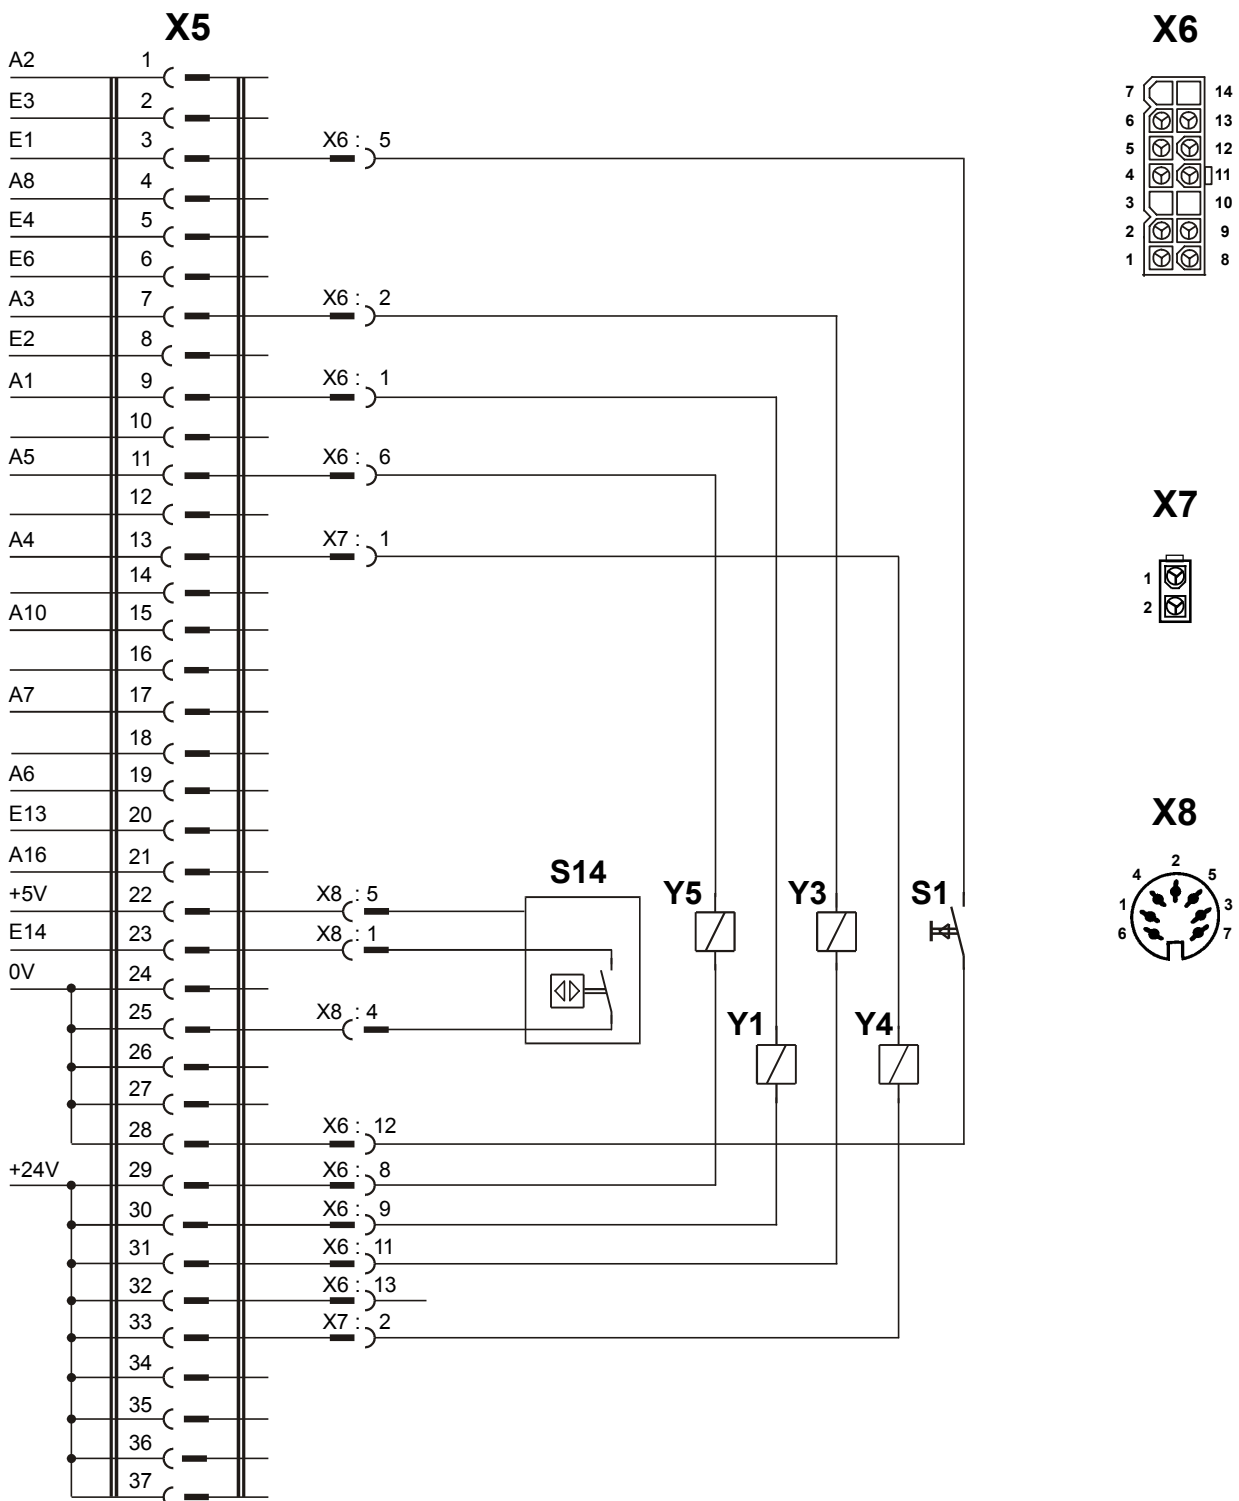 X5
X6
A2 1
E3 2
E1 3 X6 : 5
A8 4
E4 5
E6 6
A3 7 X6 : 2
E2 8
A1 9 X6 : 1
10
A5 11 X6 : 6
12
A4 13 X7 : 1
14
A10 15
16
A7 17
18
A6 19
E13 20
A16 21
+5V 22 X8 : 5
E14 23 X8 : 1
0V 24
25 X8 : 4
26
27
28 X6 : 12
+24V 29 X6 : 8
30 X6 : 9
31 X6 : 11
32 X6 : 13
33 X7 : 2
34
35
36
37
S14
Y5
Y3
S1
Y1
Y4
7 14
6 13
5 12
4 11
3 10
2 9
1 8
X7
1
2
X8
2
4 5
1 3
6 7